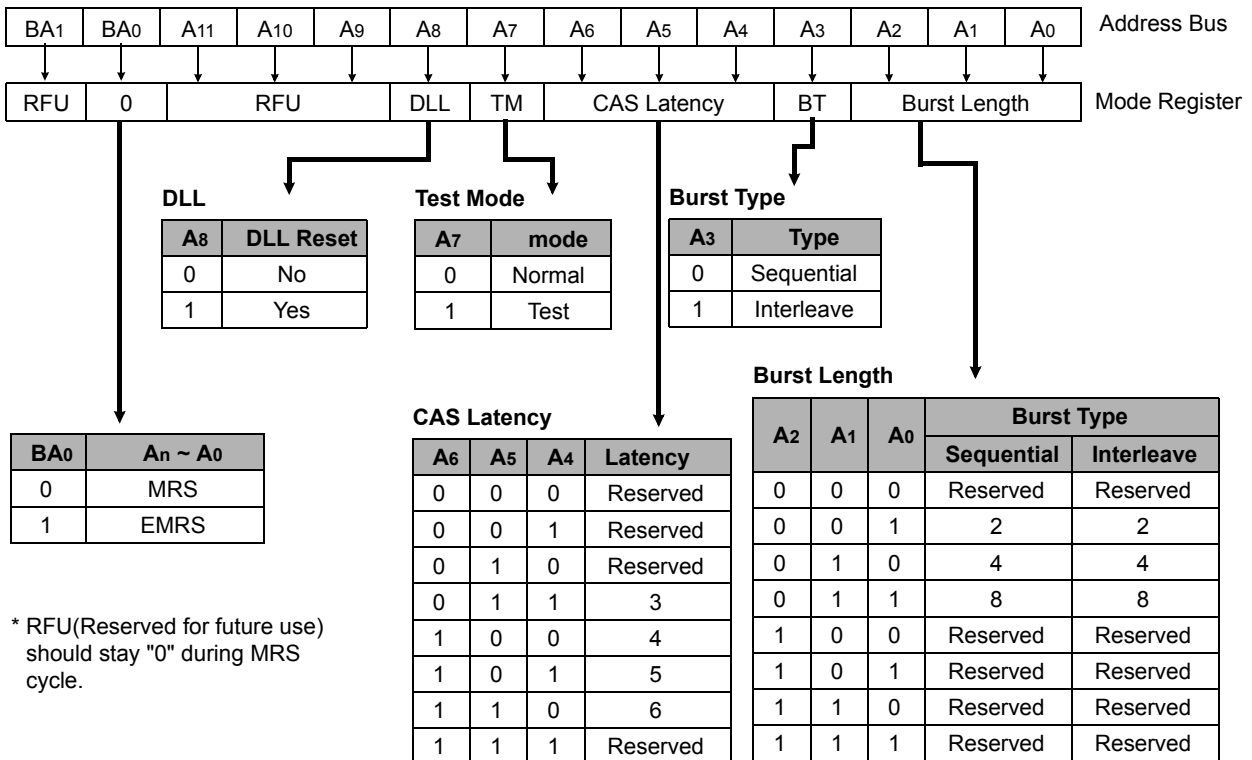 BA1 BA0 A11 A10 A9 A8 A7 A6 A5 A4 A3 A2 A1 A0 Address Bus
RFU 0 RFU DLL TM CAS Latency BT Burst Length Mode Register
DLL
A8 DLL Reset
0 No
1 Yes
Test Mode
A7 mode
0 Normal
1 Test
Burst Type
A3 Type
0 Sequential
1 Interleave
BA0 An ~ A0
0 MRS
1 EMRS
* RFU(Reserved for future use)
should stay "0" during MRS
cycle.
CAS Latency
A6 A5 A4 Latency
0 0 0 Reserved
0 0 1 Reserved
0 1 0 Reserved
0 1 1 3
1 0 0 4
1 0 1 5
1 1 0 6
1 1 1 Reserved
Burst Length
A2 A1 A0 Burst Type
Sequential Interleave
0 0 0 Reserved Reserved
0 0 1 2 2
0 1 0 4 4
0 1 1 8 8
1 0 0 Reserved Reserved
1 0 1 Reserved Reserved
1 1 0 Reserved Reserved
1 1 1 Reserved Reserved